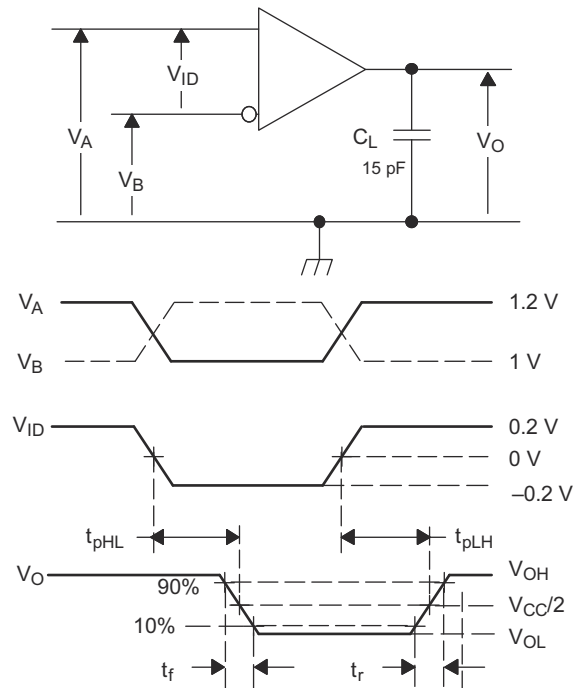 V_ID
V_A
V_B
C_L
15 pF
V_O
V_A
1.2 V
V_B
1 V
V_ID
0.2 V
0 V
–0.2 V
t_pHL
t_pLH
V_O
V_OH
90%
V_CC/2
10%
V_OL
t_f
t_r